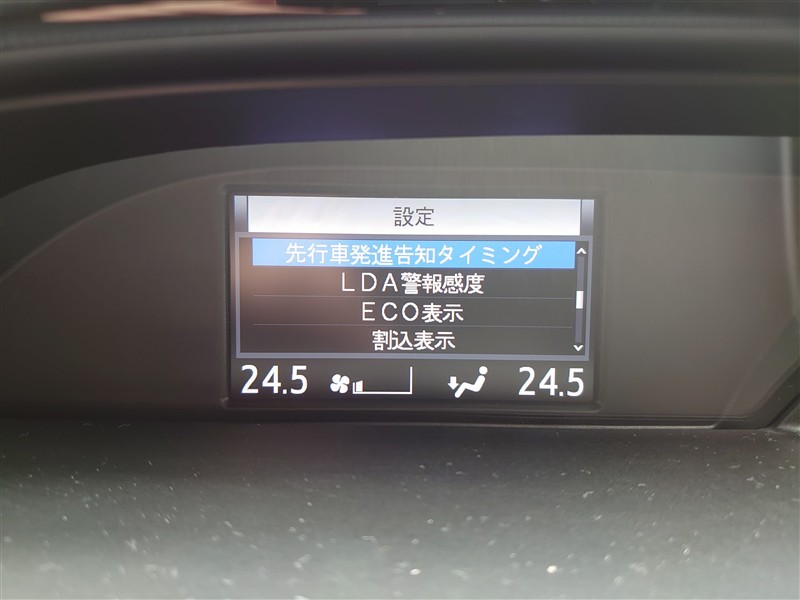 設定
先行車発進告知タイミング
ＬＤＡ警報感度
ＥＣＯ表示
割込表示
24.5 24.5